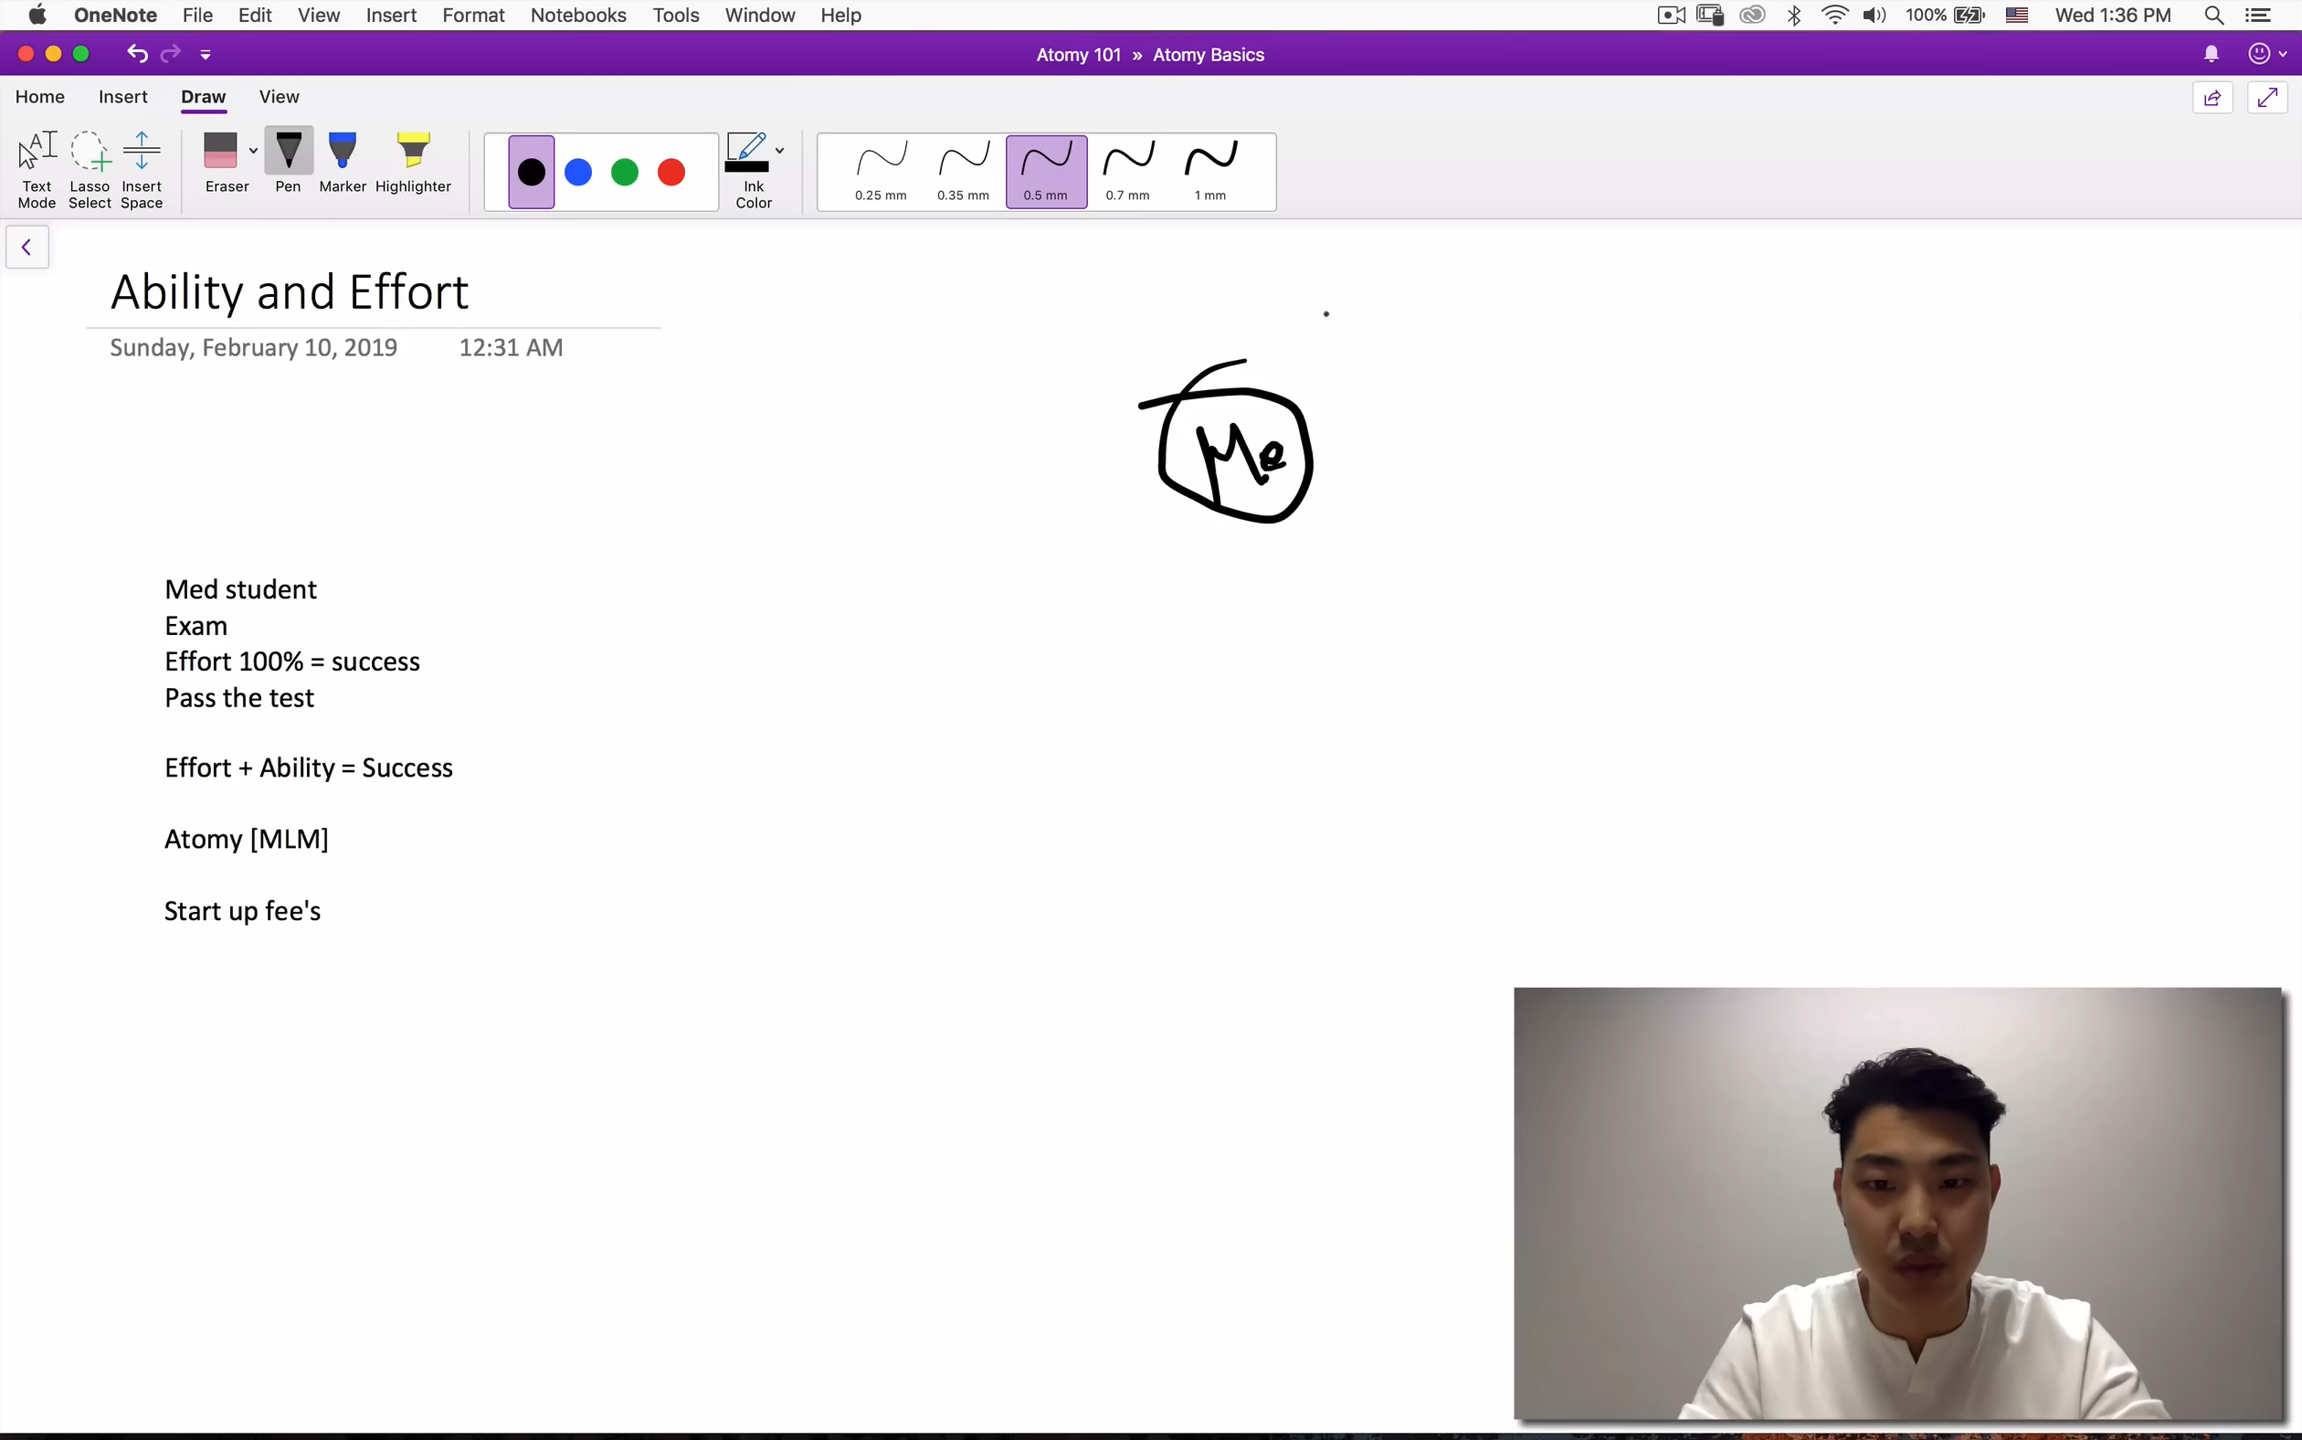 OneNote File Edit View Insert Format Notebooks Tools Window Help 100% Wed 1:36 PM
Atomy 101 » Atomy Basics
Home Insert Draw View
Text Mode Lasso Select Insert Space Eraser Pen Marker Highlighter Ink Color 0.25 mm 0.35 mm 0.5 mm 0.7 mm 1 mm
Ability and Effort
Sunday, February 10, 2019 12:31 AM
Me
Med student
Exam
Effort 100% = success
Pass the test
Effort + Ability = Success
Atomy [MLM]
Start up fee's